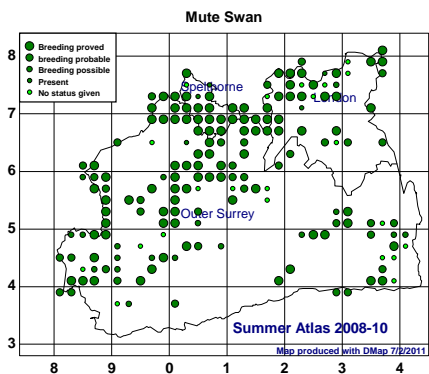 Mute Swan
Breeding proved
breeding probable
Breeding possible
Present
No status given
Spelthorne
London
Outer Surrey
Summer Atlas 2008-10
Map produced with DMap 7/2/2011
8
7
6
5
4
3
8 9 0 1 2 3 4